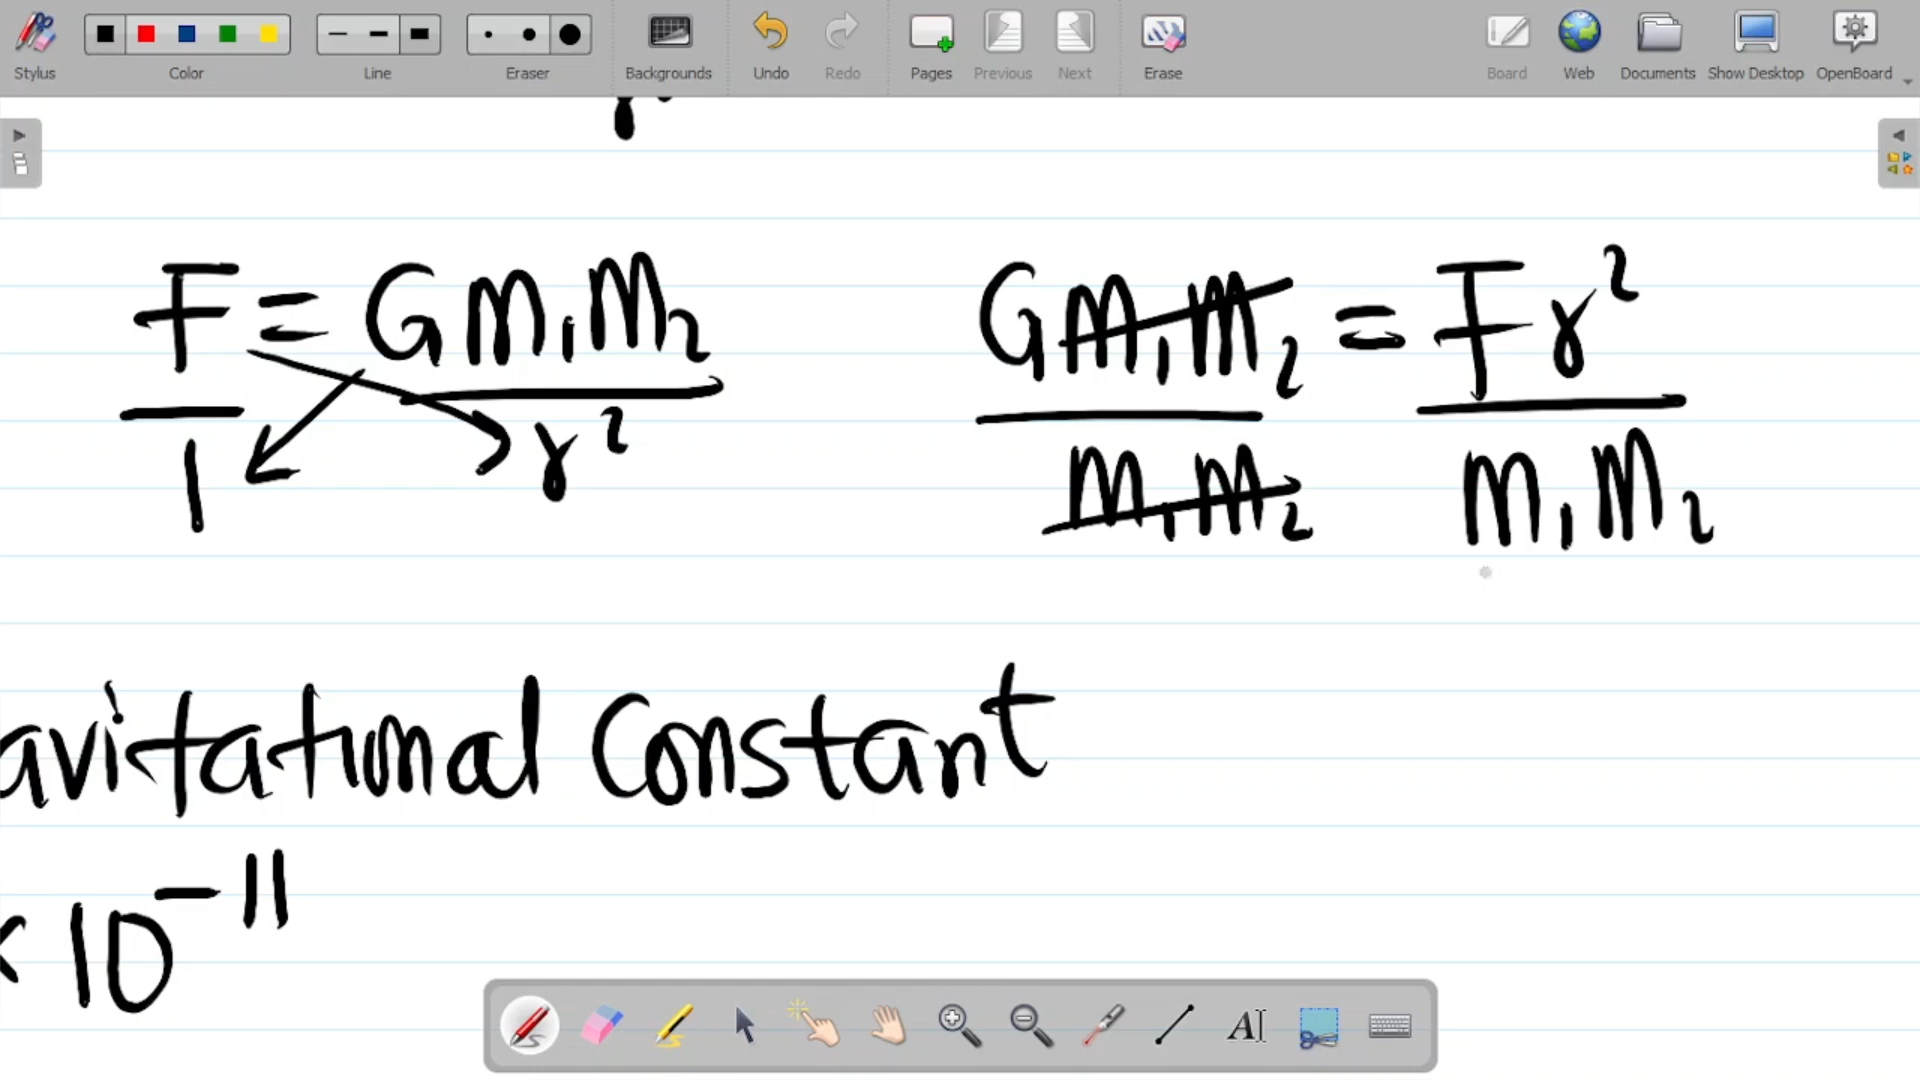 Stylus Color Line Eraser Backgrounds Undo Redo Pages Previous Next Erase Board Web Documents Show Desktop OpenBoard
F = Gm₁m₂ Gm₁m₂ = Fr²
1 r² m₁m₂ m₁m₂
avitational Constant
× 10⁻¹¹